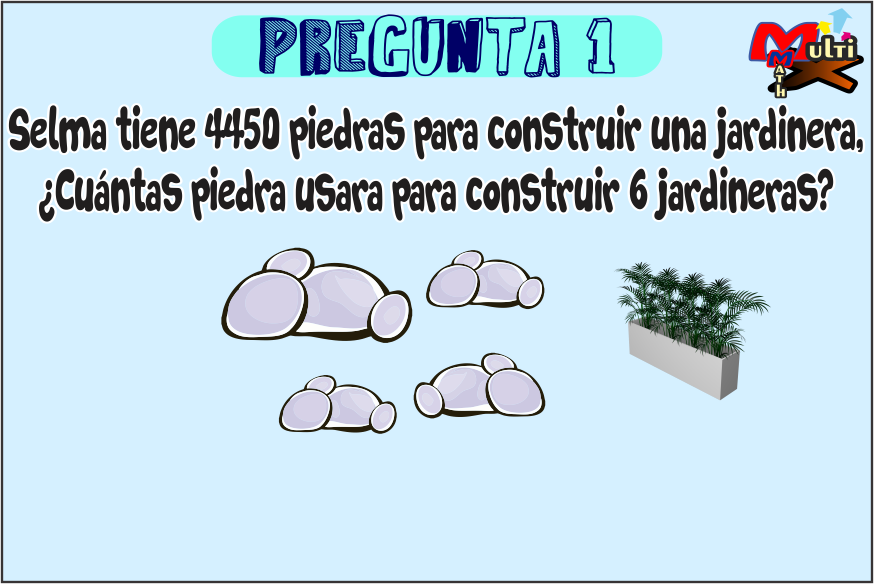 PREGUNTA 1
Multi
MATH
X
Selma tiene 4450 piedras para construir una jardinera,
¿Cuántas piedra usara para construir 6 jardineras?